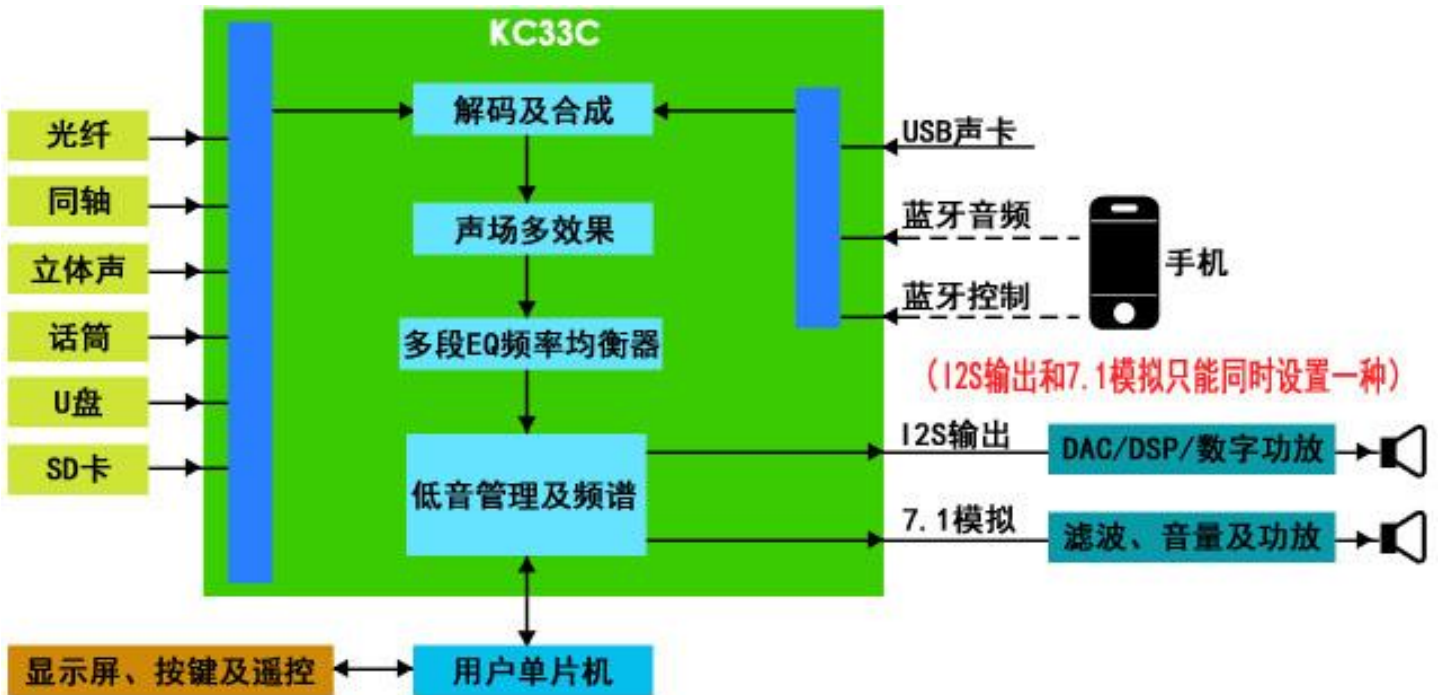 KC33C
解码及合成
光纤
USB声卡
同轴
声场多效果
蓝牙音频
立体声
手机
蓝牙控制
话筒
多段EQ频率均衡器
(I2S输出和7.1模拟只能同时设置一种)
U盘
I2S输出
DAC/DSP/数字功放
SD卡
低音管理及频谱
7.1模拟
滤波、音量及功放
显示屏、按键及遥控
用户单片机